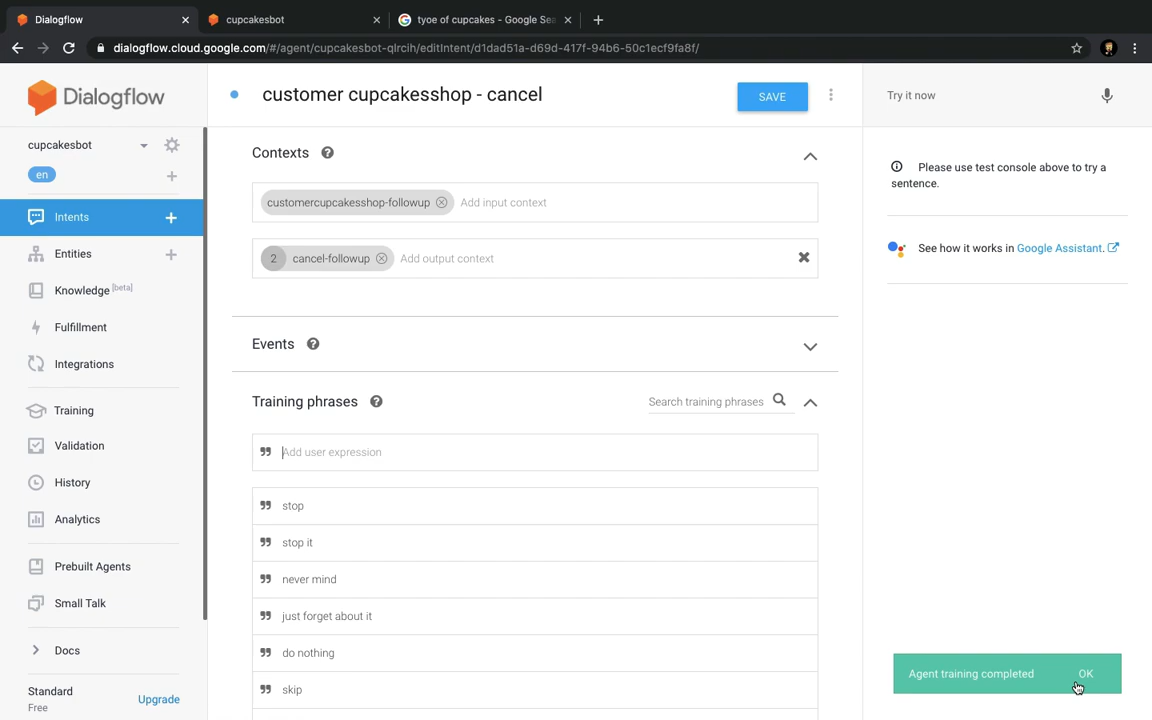 Dialogflow
cupcakesbot
tyoe of cupcakes - Google Sea
dialogflow.cloud.google.com/#/agent/cupcakesbot-qlrcih/editIntent/d1dad51a-d69d-417f-94b6-50c1ecf9fa8f/
Dialogflow
customer cupcakesshop - cancel
SAVE
Try it now
cupcakesbot
en
Intents
Entities
Knowledge [beta]
Fulfillment
Integrations
Training
Validation
History
Analytics
Prebuilt Agents
Small Talk
Docs
Standard
Free
Upgrade
Contexts
customercupcakesshop-followup Add input context
2 cancel-followup Add output context
Events
Training phrases
Search training phrases
Add user expression
stop
stop it
never mind
just forget about it
do nothing
skip
Please use test console above to try a
sentence.
See how it works in Google Assistant.
Agent training completed OK